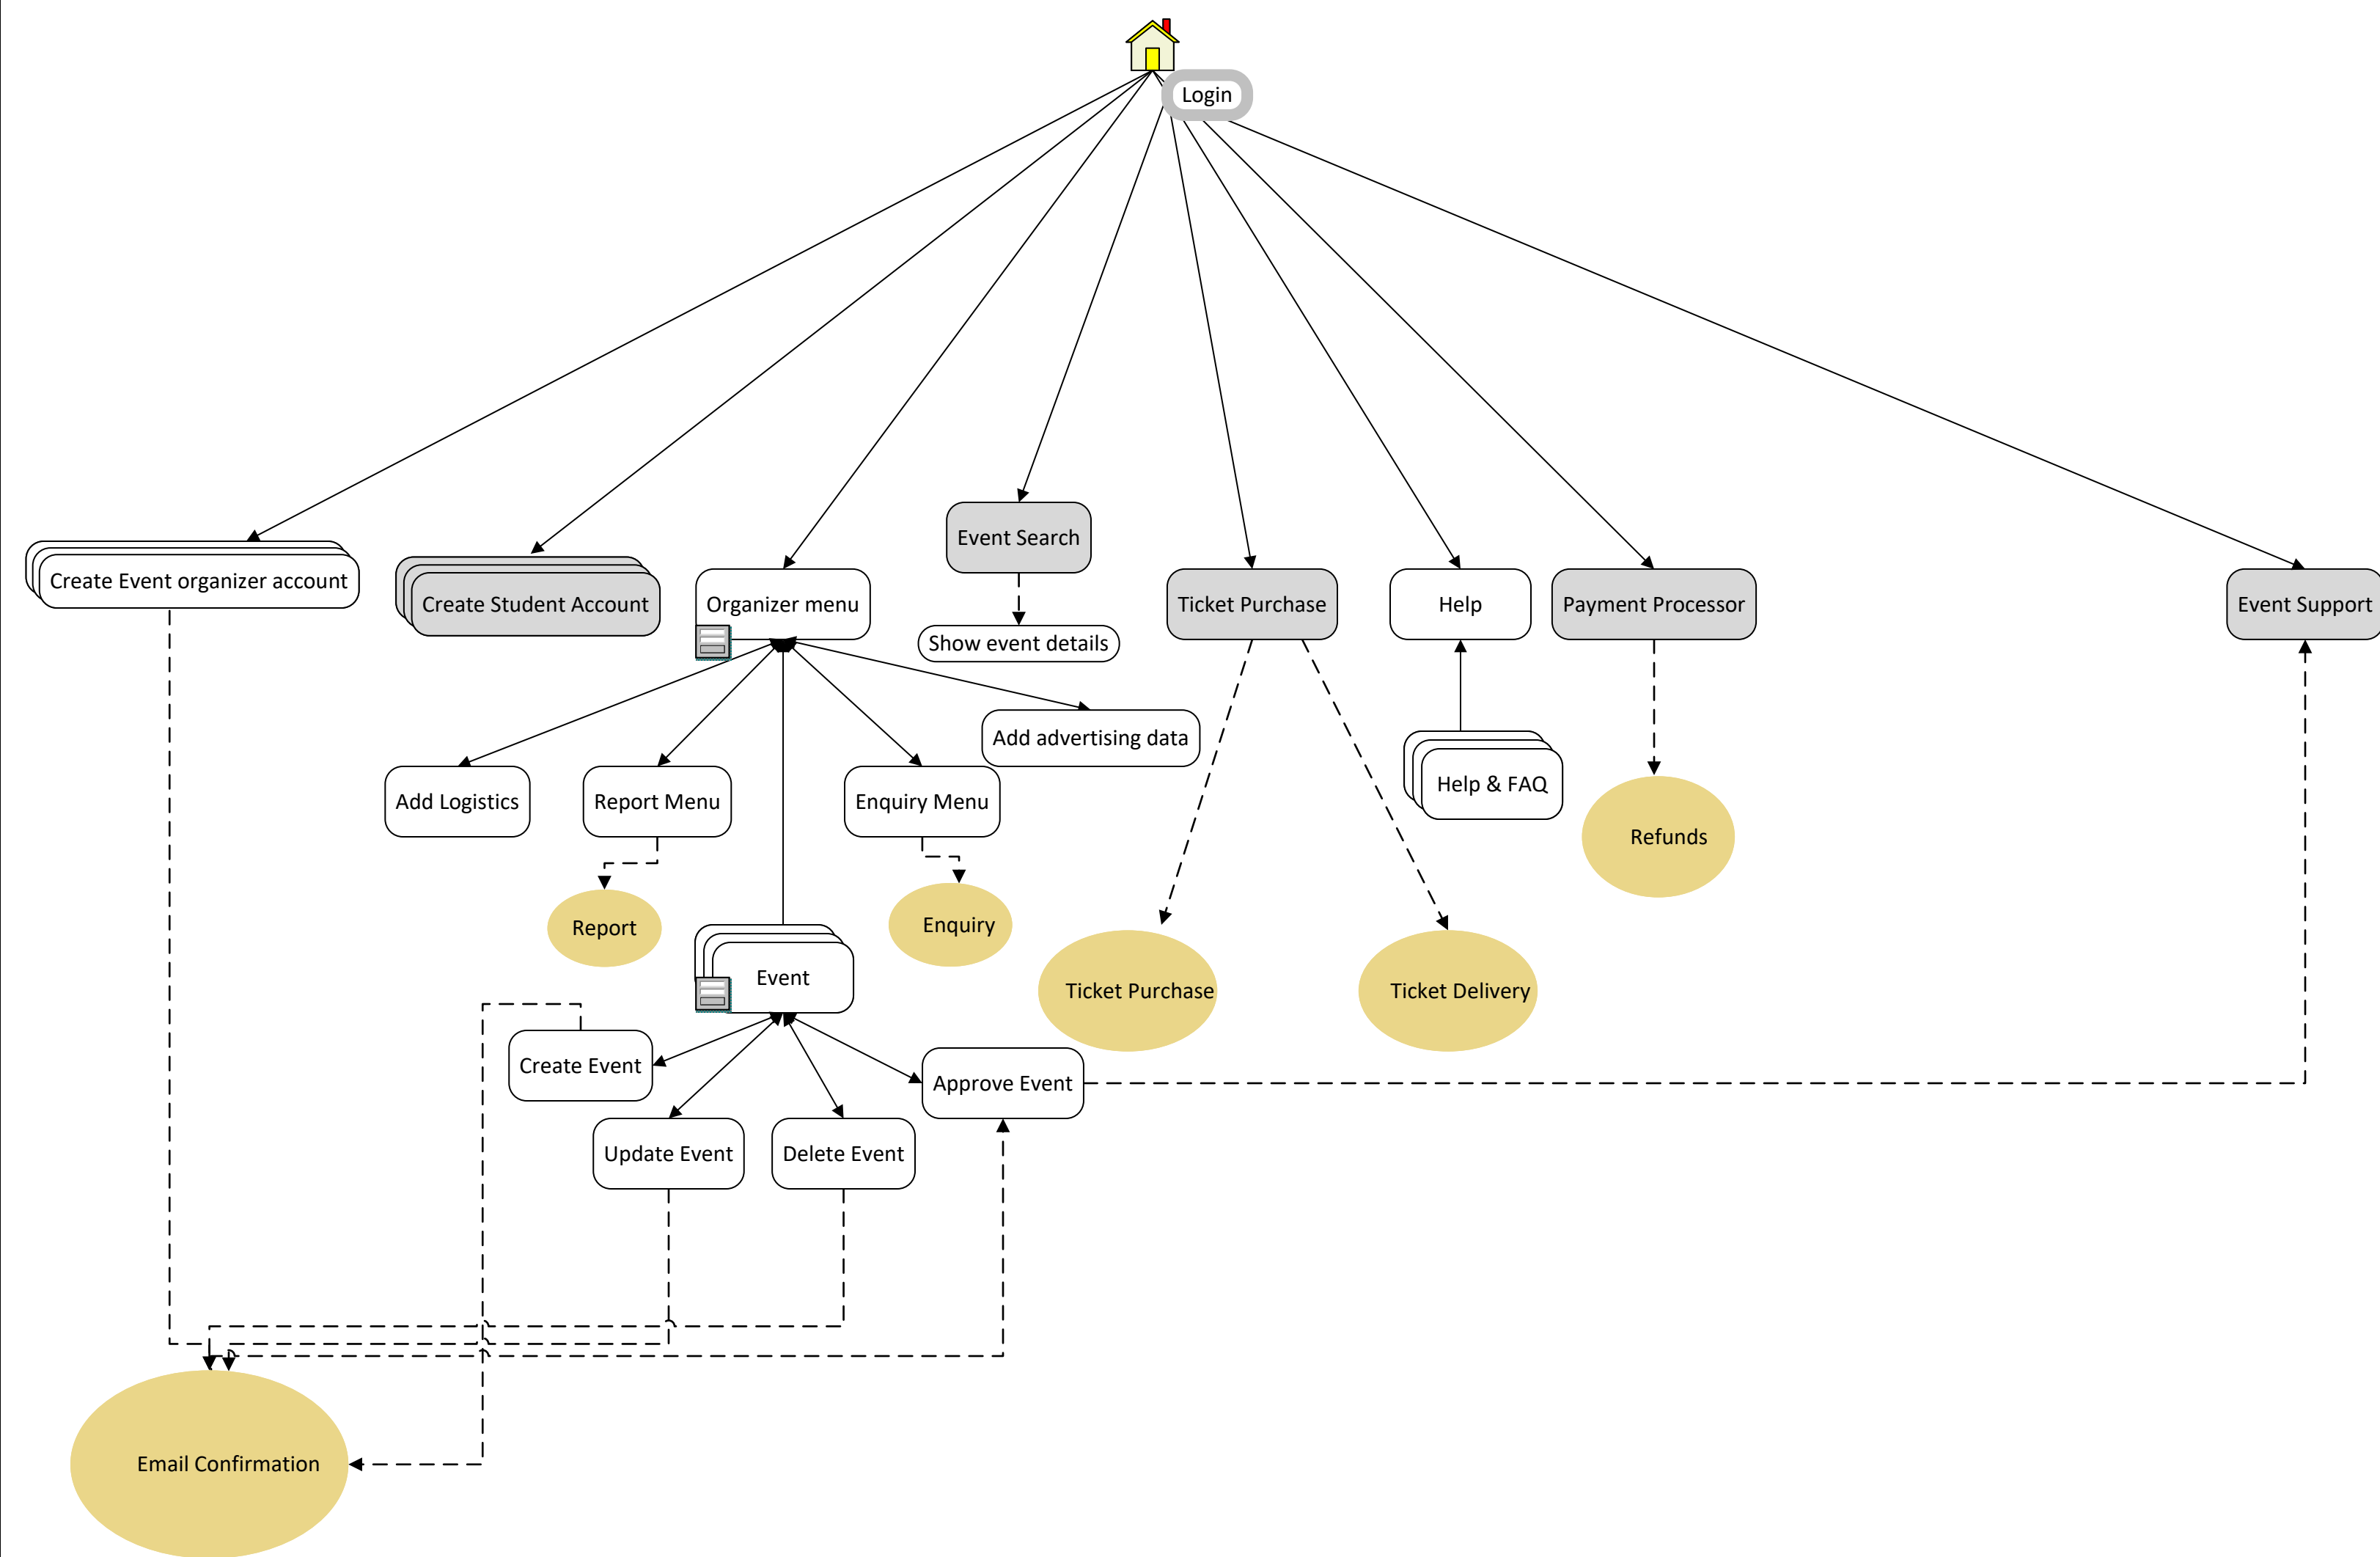 Login
Event Search
Create Event organizer account
Create Student Account
Organizer menu
Ticket Purchase
Help
Payment Processor
Event Support
Show event details
Add advertising data
Help & FAQ
Add Logistics
Report Menu
Enquiry Menu
Refunds
Report
Enquiry
Event
Ticket Purchase
Ticket Delivery
Create Event
Approve Event
Update Event
Delete Event
Email Confirmation